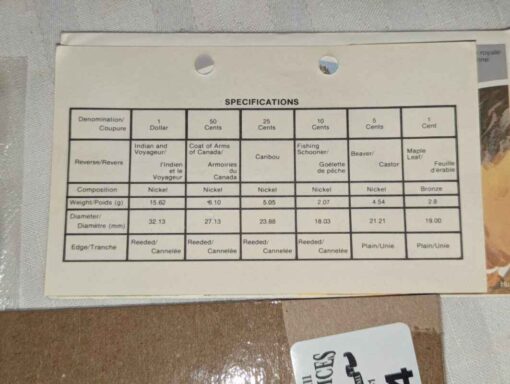 royale
SPECIFICATIONS
Denomination/ Coupure 1 Dollar 50 Cents 25 Cents 10 Cents 5 Cents 1 Cent
Reverse/Revers Indian and Voyageur/ l'Indien et le Voyageur Coat of Arms of Canada/ Armoiries du Canada Caribou Fishing Schooner/ Goélette de pêche Beaver/ Castor Maple Leaf/ Feuille d'érable
Composition Nickel Nickel Nickel Nickel Nickel Bronze
Weight/Poids (g) 15.62 8.10 5.05 2.07 4.54 2.8
Diameter/ Diamètre (mm) 32.13 27.13 23.88 18.03 21.21 19.00
Edge/Tranche Reeded/ Cannelée Reeded/ Cannelée Reeded/ Cannelée Reeded/ Cannelée Plain/Unie Plain/Unie
ICES
4